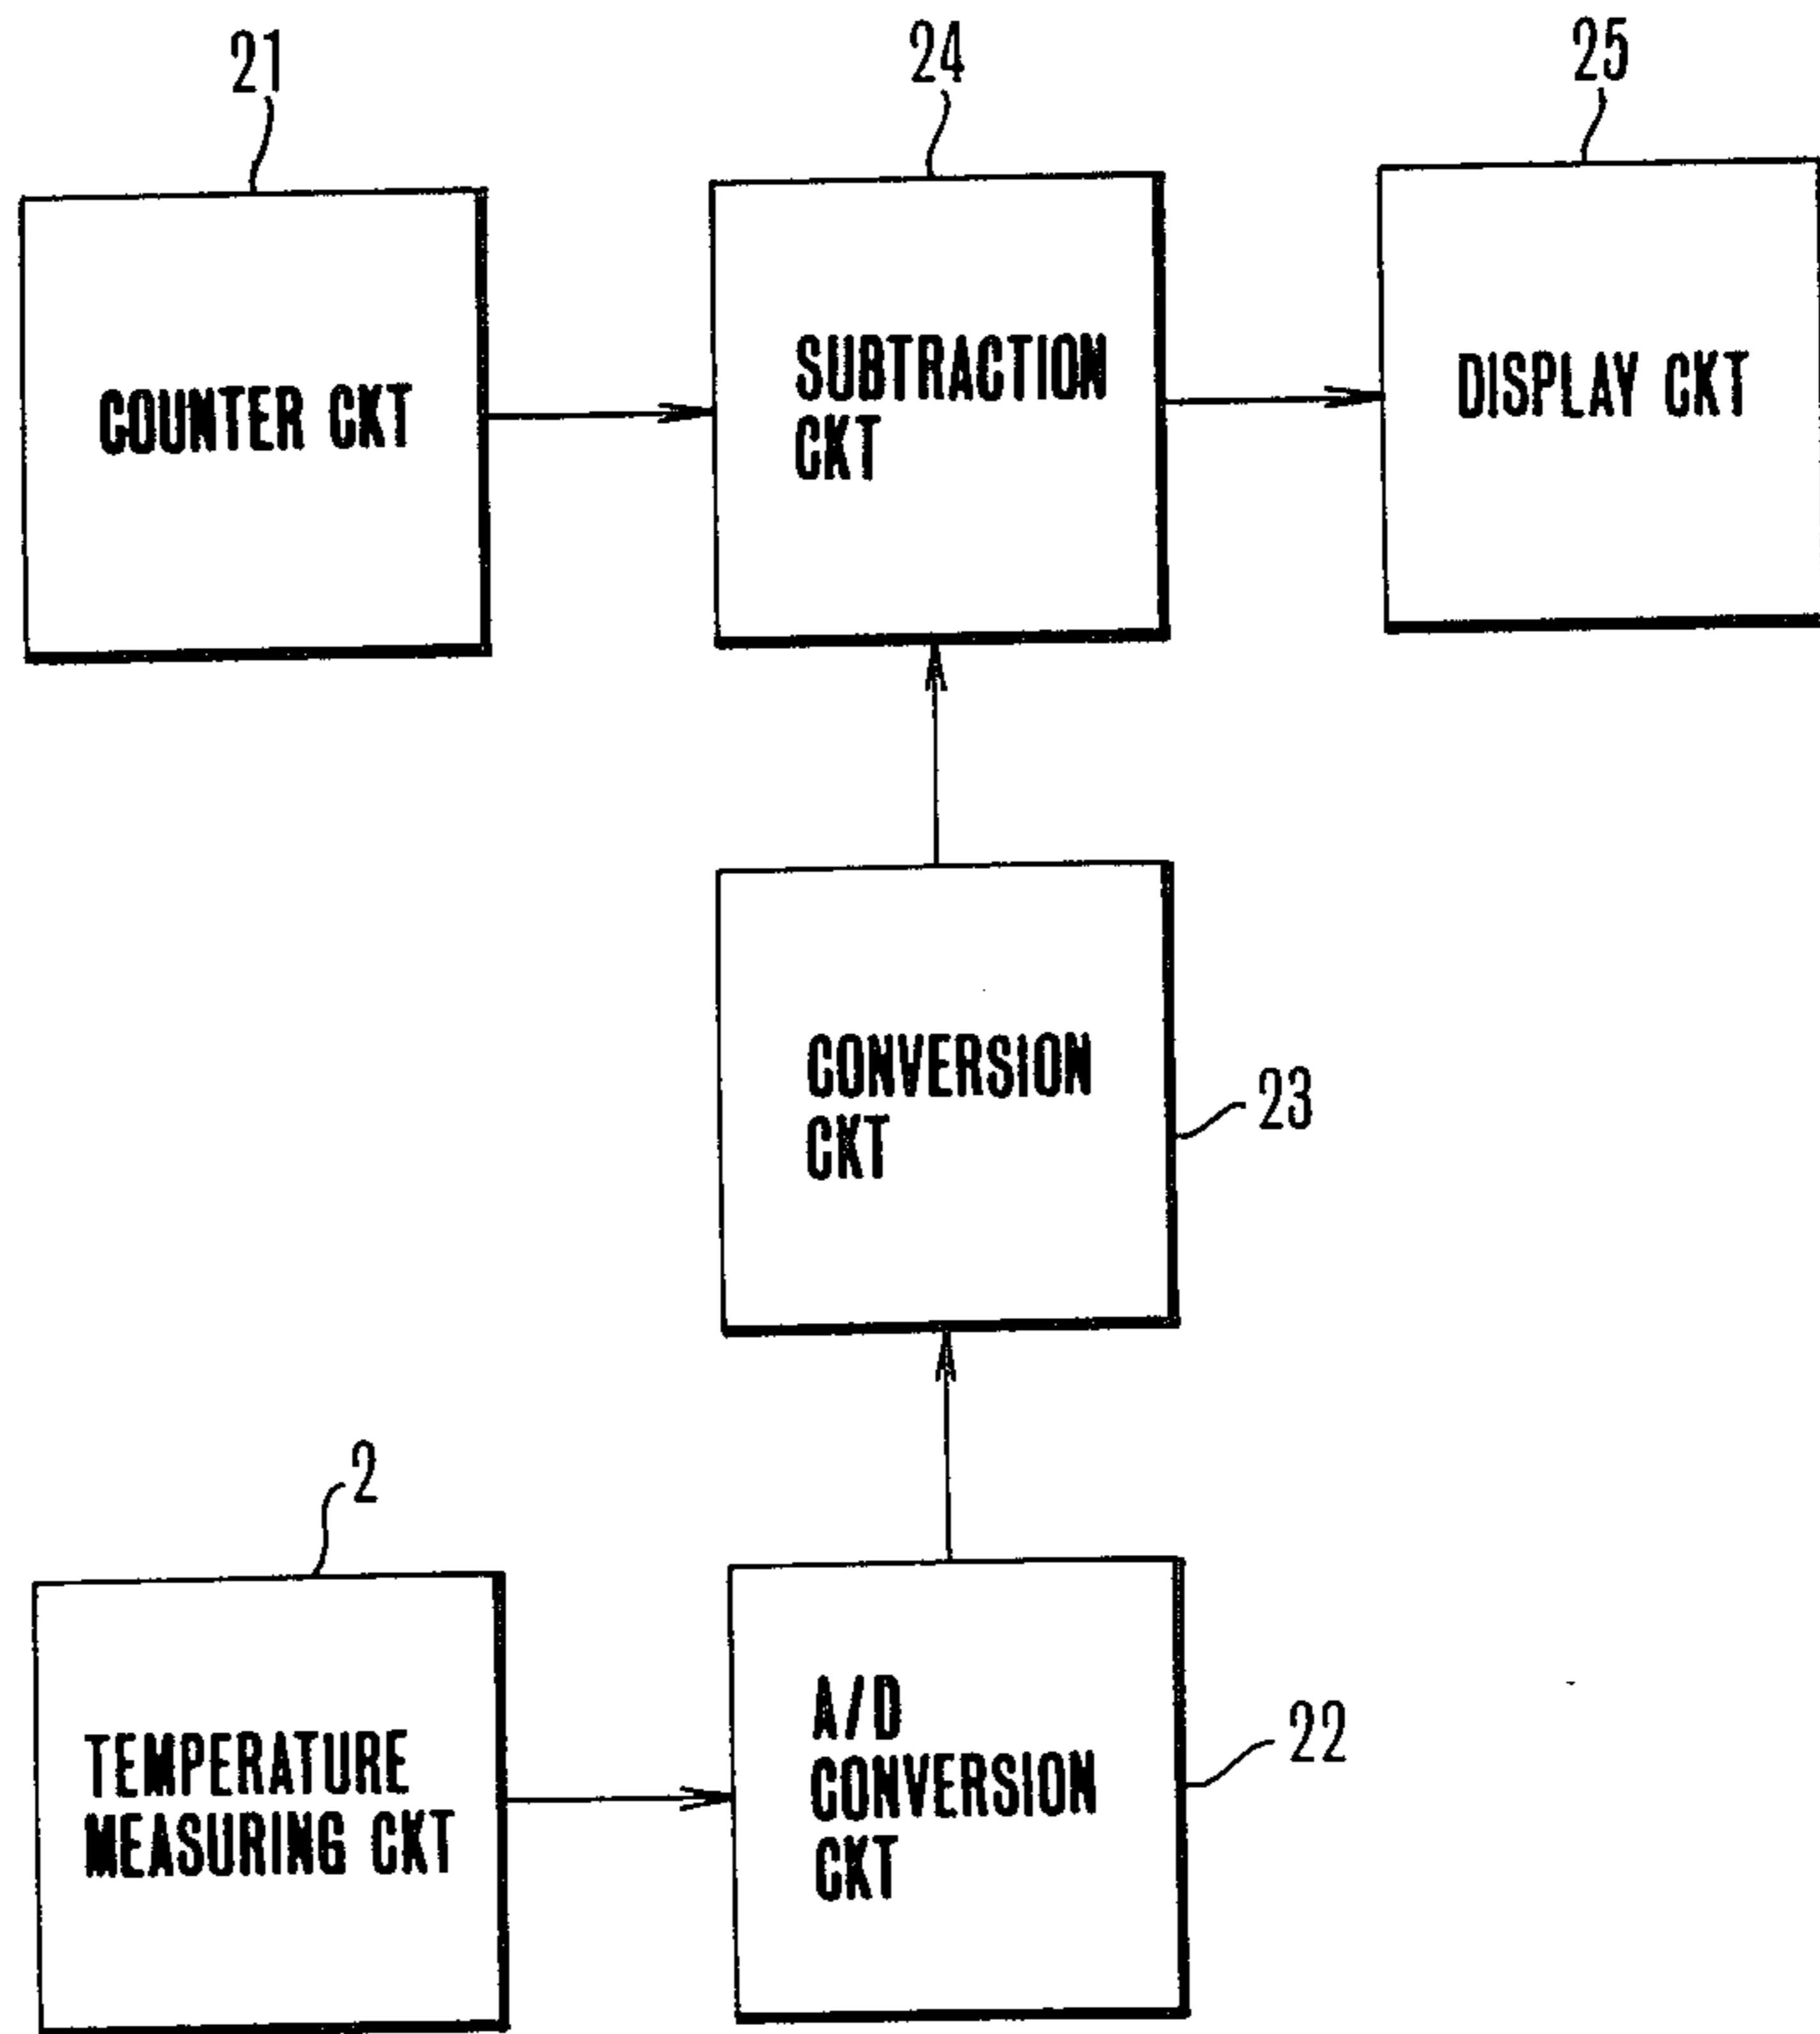 21
24
25
COUNTER CKT
SUBTRACTION
CKT
DISPLAY CKT
CONVERSION
CKT
23
2
TEMPERATURE
MEASURING CKT
A/D
CONVERSION
CKT
22